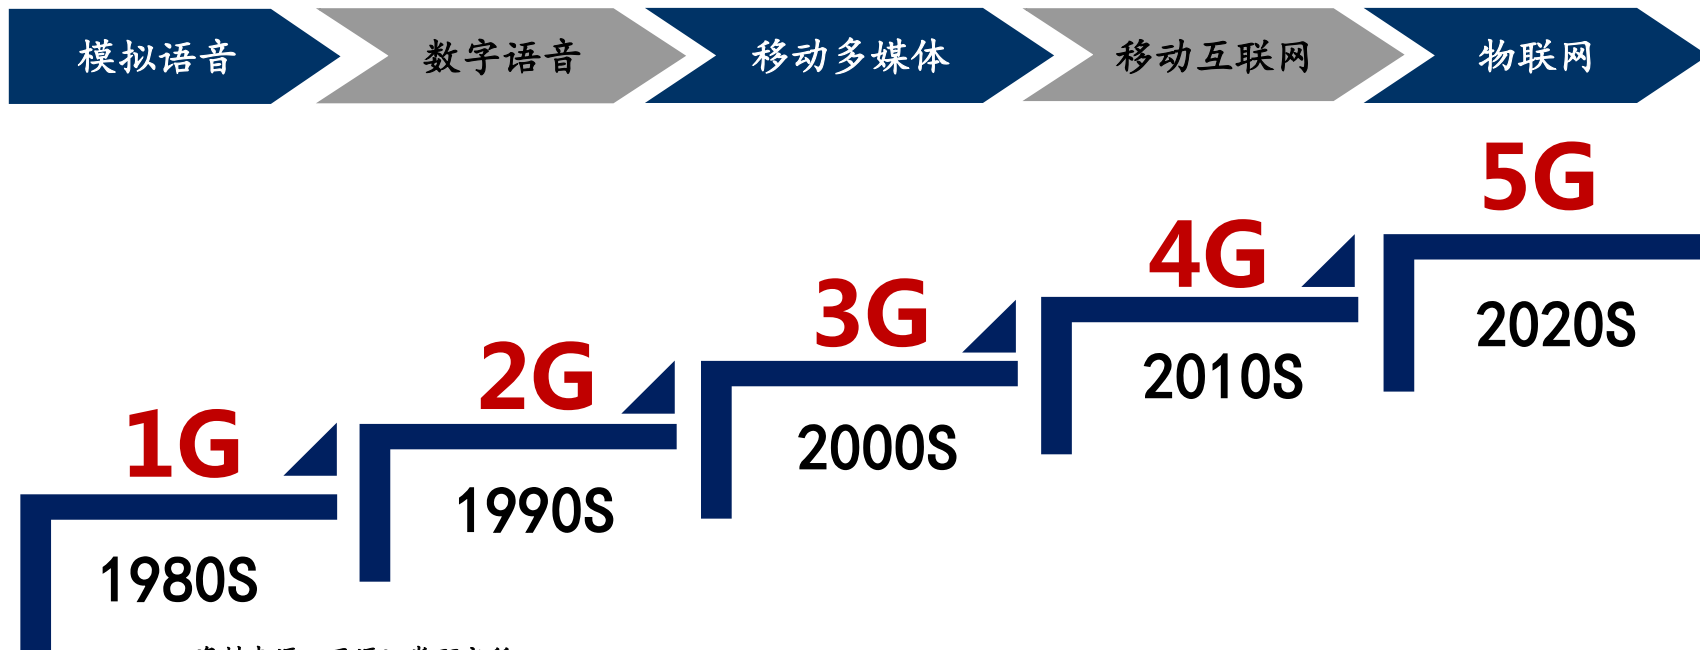 模拟语音
数字语音
移动多媒体
移动互联网
物联网
5G
4G
2020S
3G
2010S
2G
2000S
1G
1990S
1980S